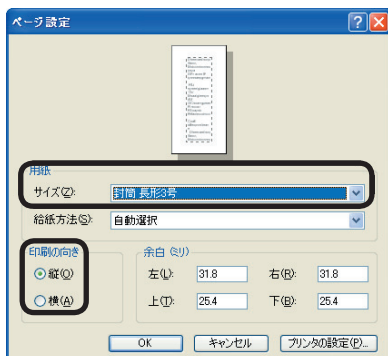 ページ設定
用紙
サイズ(Z): 封筒 長形3号
給紙方法(S): 自動選択
印刷の向き 余白(ミリ)
縦(O) 左(L): 31.8 右(R): 31.8
横(A) 上(T): 25.4 下(B): 25.4
OK キャンセル プリンタの設定(P)...